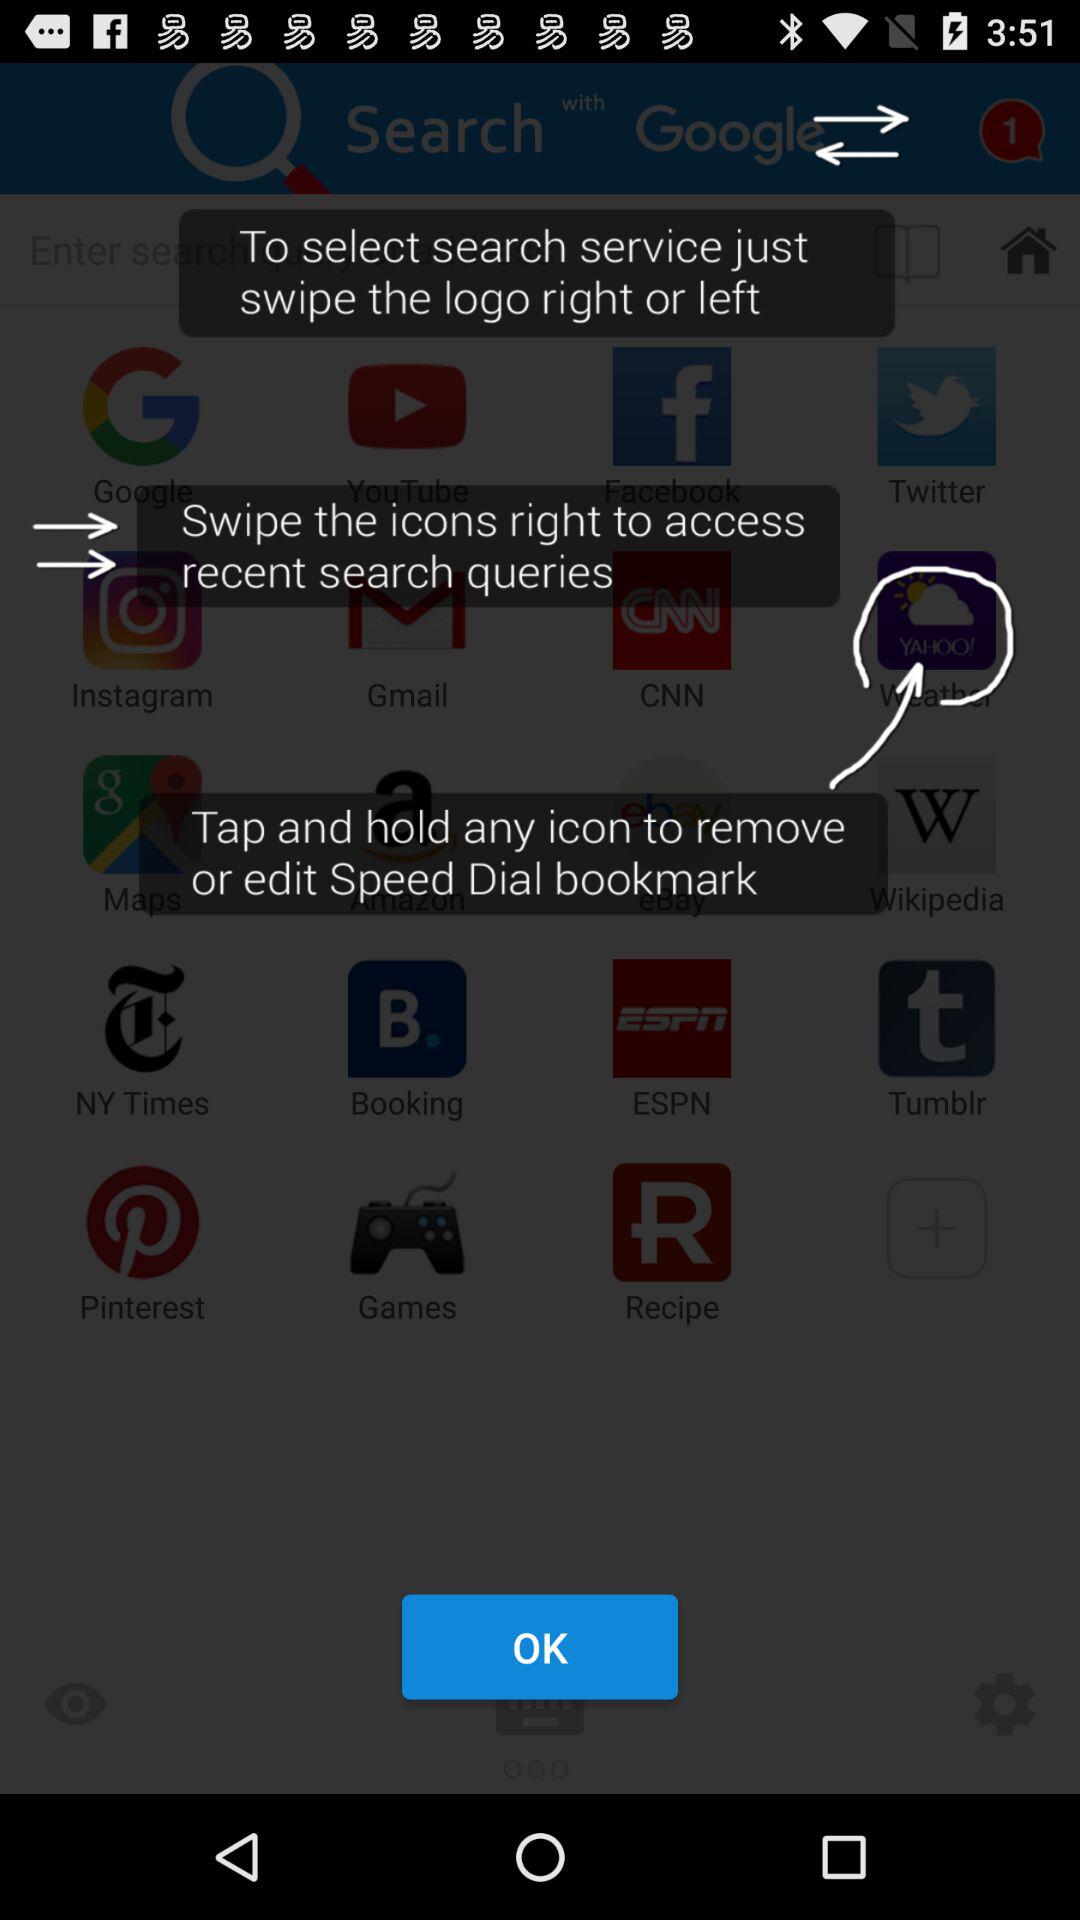 3:51
Search with Google
1
Enter search
To select search service just
swipe the logo right or left
Google YouTube Facebook Twitter
Swipe the icons right to access
recent search queries
CNN
YAHOO!
Instagram Gmail CNN Weather
g a ebay W
Tap and hold any icon to remove
or edit Speed Dial bookmark
Maps Amazon eBay Wikipedia
T B. ESPN t
NY Times Booking ESPN Tumblr
R
Pinterest Games Recipe
OK